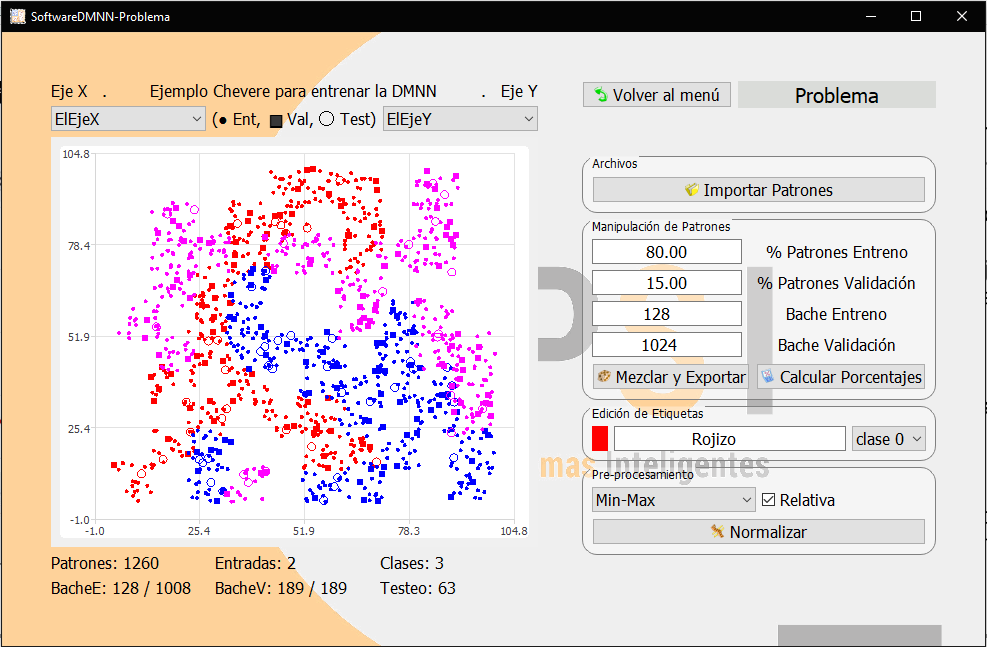 SoftwareDMNN-Problema
Eje X . Ejemplo Chevere para entrenar la DMNN . Eje Y
ElEjeX (● Ent, ■ Val, ○ Test) ElEjeY
104.8
78.4
51.9
25.4
-1.0
-1.0 25.4 51.9 78.3 104.8
Patrones: 1260 Entradas: 2 Clases: 3
BacheE: 128 / 1008 BacheV: 189 / 189 Testeo: 63
Volver al menú Problema
Archivos
Importar Patrones
Manipulación de Patrones
80.00 % Patrones Entreno
15.00 % Patrones Validación
128 Bache Entreno
1024 Bache Validación
Mezclar y Exportar Calcular Porcentajes
Edición de Etiquetas
Rojizo clase 0
mas Inteligentes
Pre-procesamiento
Min-Max Relativa
Normalizar